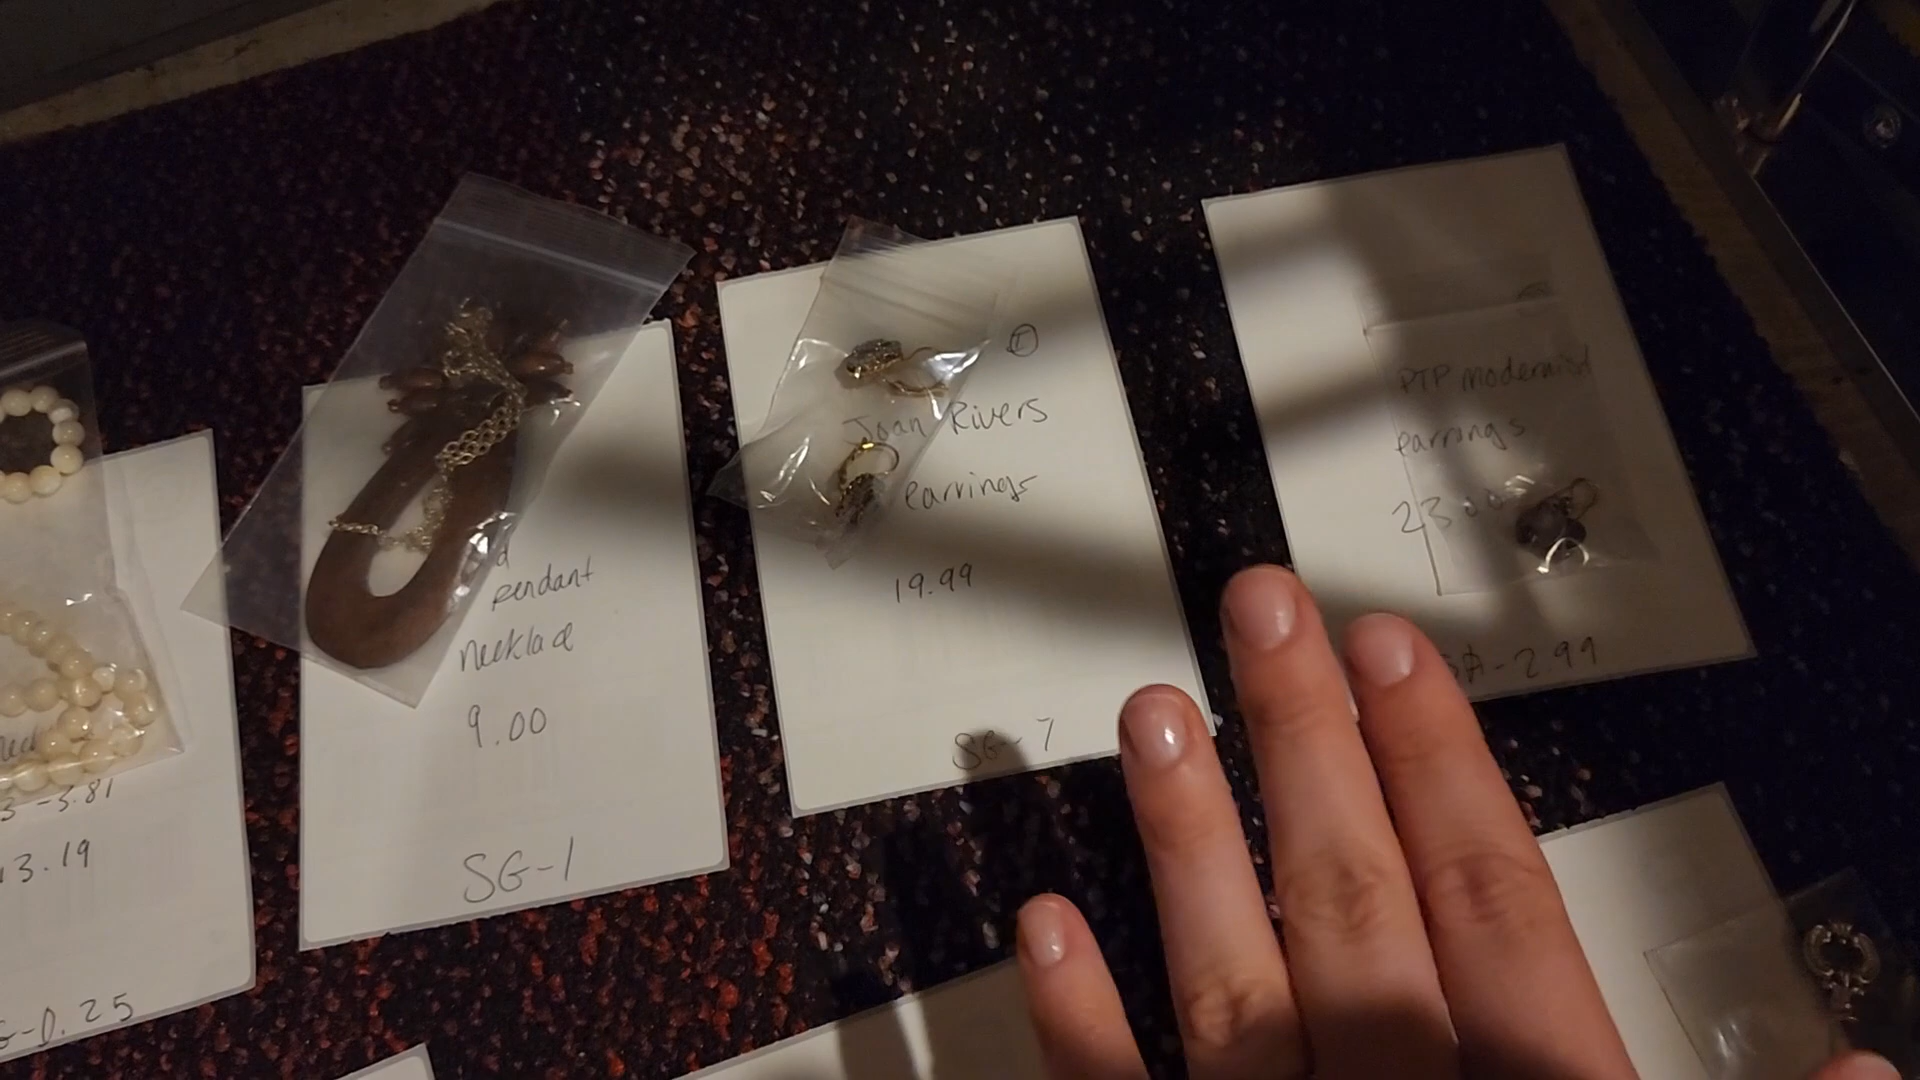 3-3.81
13.19
G-0.25
pendant
necklace
9.00
SG-1
I
Joan Rivers
earrings
19.99
SG-7
PTP modernist
earrings
23.00
-2.99